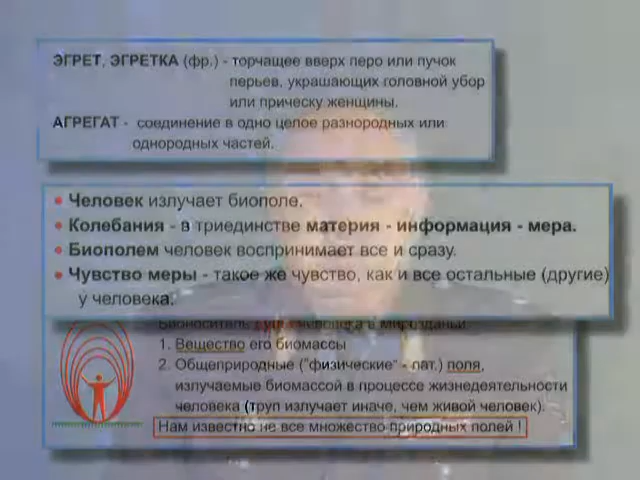 ЭГРЕТ, ЭГРЕТКА (фр.) - торчащее вверх перо или пучок
перьев, украшающих головной убор
или прическу женщины.
АГРЕГАТ - соединение в одно целое разнородных или
однородных частей.
• Человек излучает биополе.
• Колебания - в триединстве материя - информация - мера.
• Биополем человек воспринимает все и сразу.
• Чувство меры - такое же чувство, как и все остальные (другие)
у человека.
человека в мироздании
1. Вещество его биомассы
2. Общеприродные ("физические" - лат.) поля,
излучаемые биомассой в процессе жизнедеятельности
человека (труп излучает иначе, чем живой человек).
Нам известно не все множество природных полей !